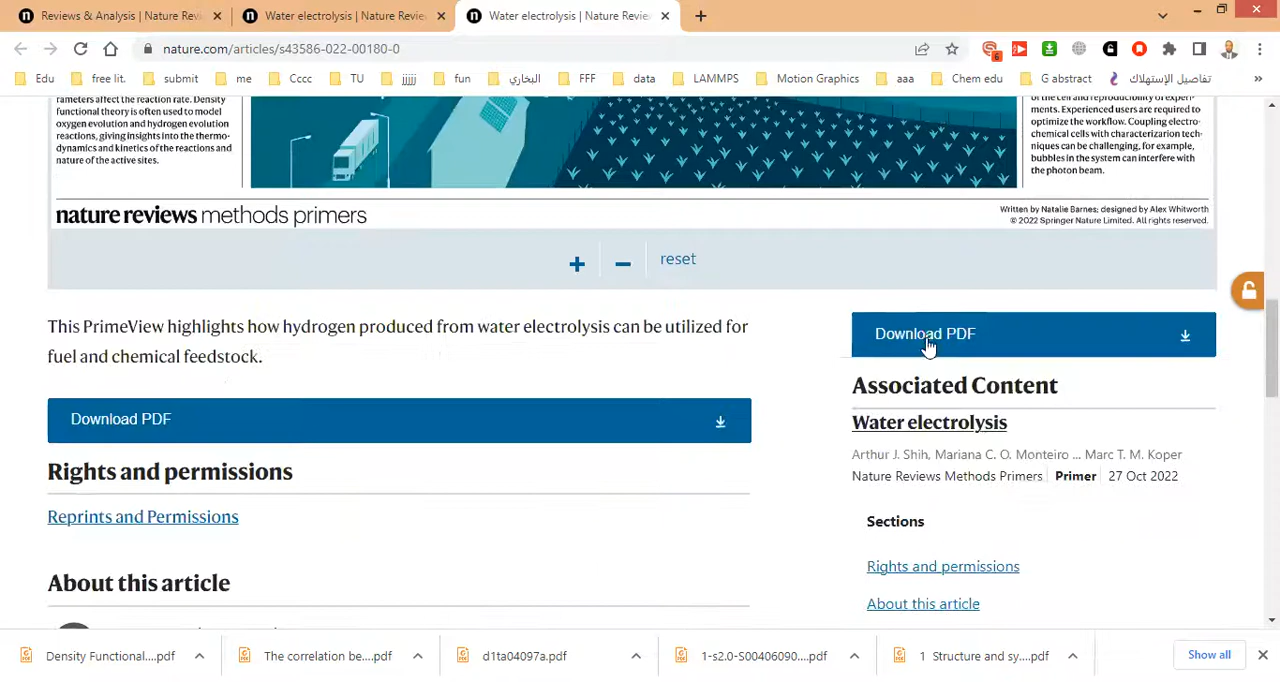 Reviews & Analysis | Nature Revi
Water electrolysis | Nature Revie
Water electrolysis | Nature Revie
nature.com/articles/s43586-022-00180-0
6
Edu
free lit.
submit
me
Cccc
TU
jjjjj
fun
البخاري
FFF
data
LAMMPS
Motion Graphics
aaa
Chem edu
G abstract
تفاصيل الإستهلاك
rameters affect the reaction rate. Density
functional theory is often used to model
oxygen evolution and hydrogen evolution
reactions, giving insights into the thermo-
dynamics and kinetics of the reactions and
nature of the active sites.
of the cell and reproducibility of experi-
ments. Experienced users are required to
optimize the workflow. Coupling electro-
chemical cells with characterizarion tech-
niques can be challenging, for example,
bubbles in the system can interfere with
the photon beam.
nature reviews methods primers
Written by Natalie Barnes; designed by Alex Whitworth
© 2022 Springer Nature Limited. All rights reserved.
reset
This PrimeView highlights how hydrogen produced from water electrolysis can be utilized for
fuel and chemical feedstock.
Download PDF
Rights and permissions
Reprints and Permissions
About this article
Download PDF
Associated Content
Water electrolysis
Arthur J. Shih, Mariana C. O. Monteiro ... Marc T. M. Koper
Nature Reviews Methods Primers Primer 27 Oct 2022
Sections
Rights and permissions
About this article
Density Functional....pdf
The correlation be....pdf
d1ta04097a.pdf
1-s2.0-S00406090....pdf
1 Structure and sy....pdf
Show all